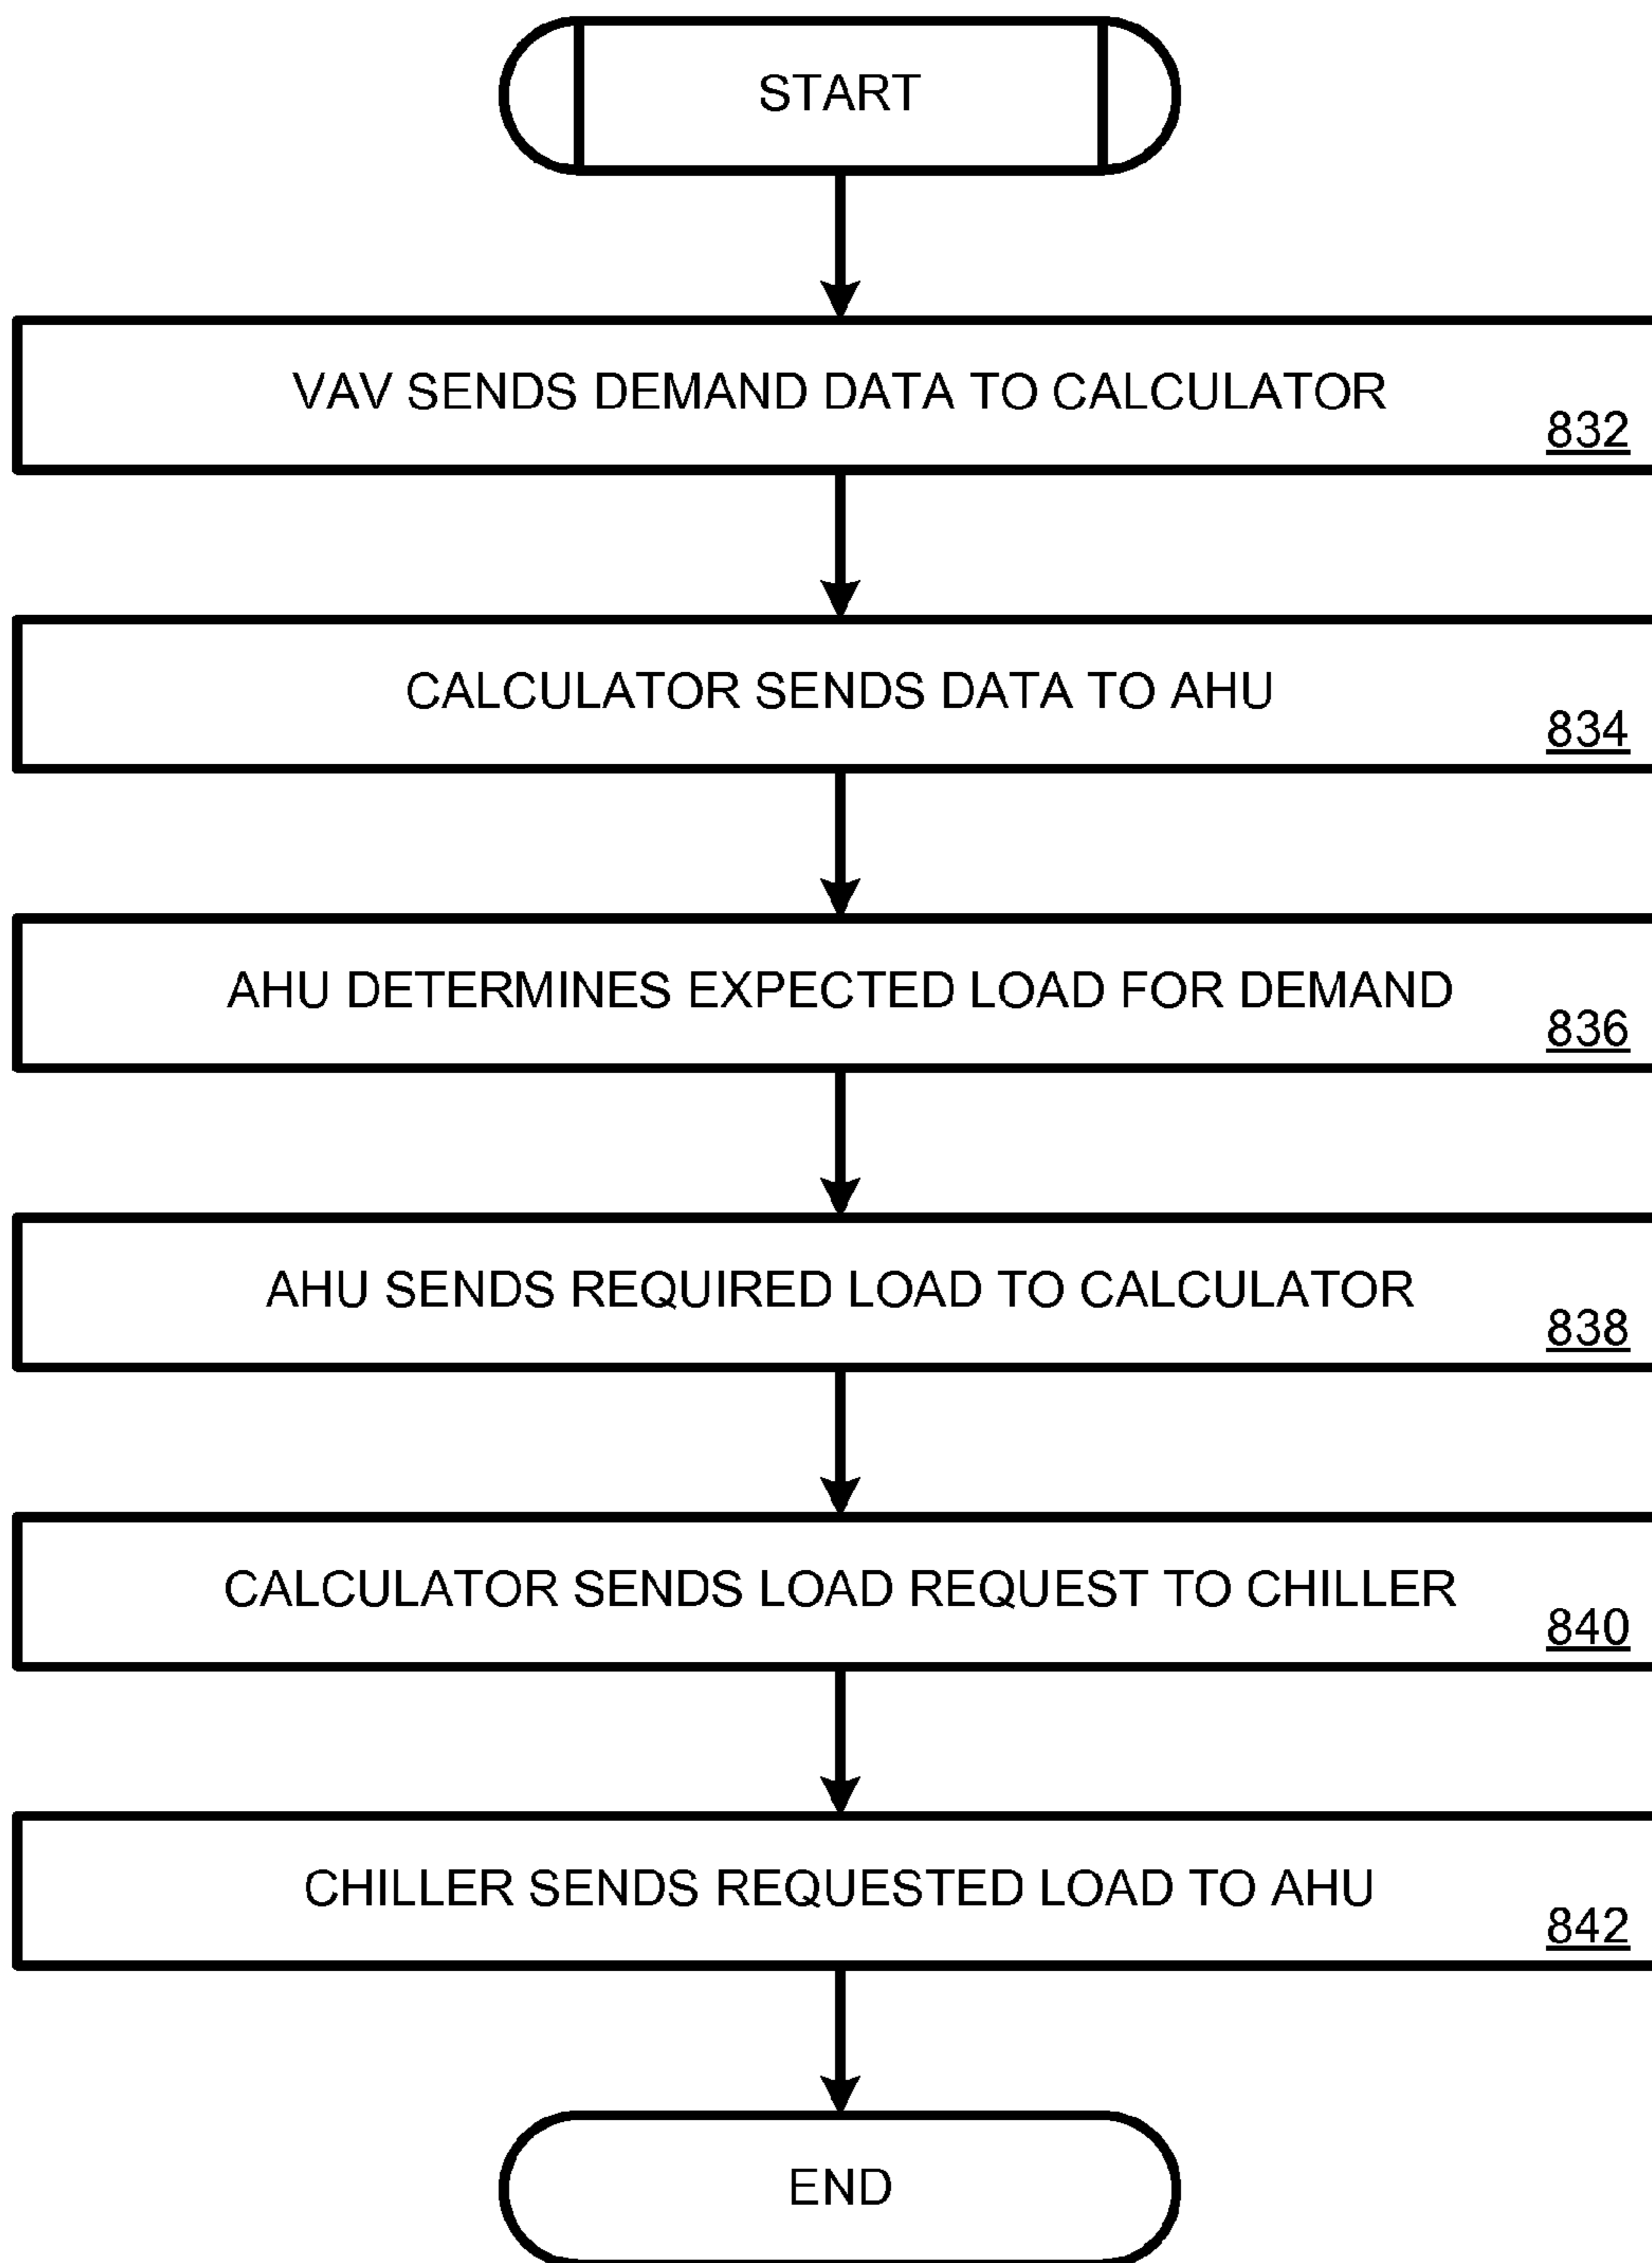 START
VAV SENDS DEMAND DATA TO CALCULATOR
832
CALCULATOR SENDS DATA TO AHU
834
AHU DETERMINES EXPECTED LOAD FOR DEMAND
836
AHU SENDS REQUIRED LOAD TO CALCULATOR
838
CALCULATOR SENDS LOAD REQUEST TO CHILLER
840
CHILLER SENDS REQUESTED LOAD TO AHU
842
END